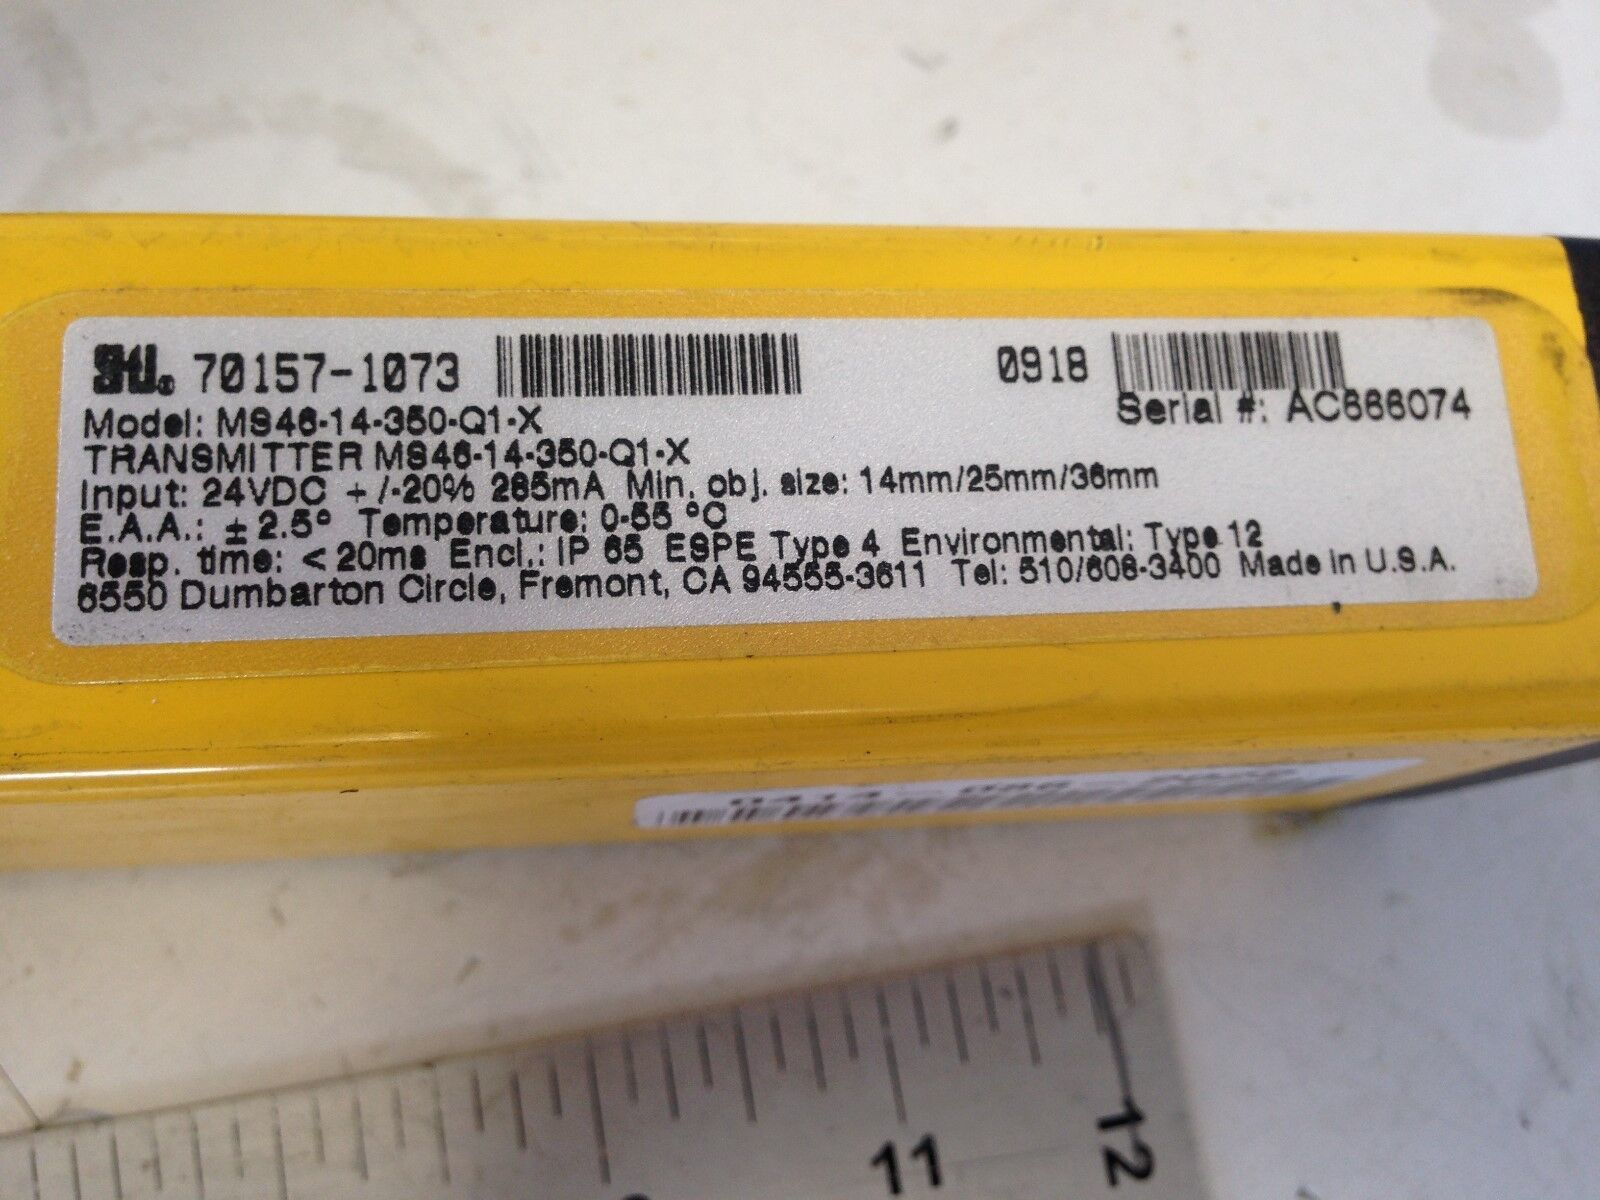 STI® 70157-1073 0918
Serial #: AC666074
Model: MS46-14-350-Q1-X
TRANSMITTER MS46-14-350-Q1-X
Input: 24VDC +/-20% 285mA Min. obj. size: 14mm/25mm/36mm
E.A.A.: ± 2.5° Temperature: 0-55 °C
Resp. time: < 20ms Encl.: IP 65 ESPE Type 4 Environmental: Type 12
6550 Dumbarton Circle, Fremont, CA 94555-3611 Tel: 510/608-3400 Made in U.S.A.
11
12